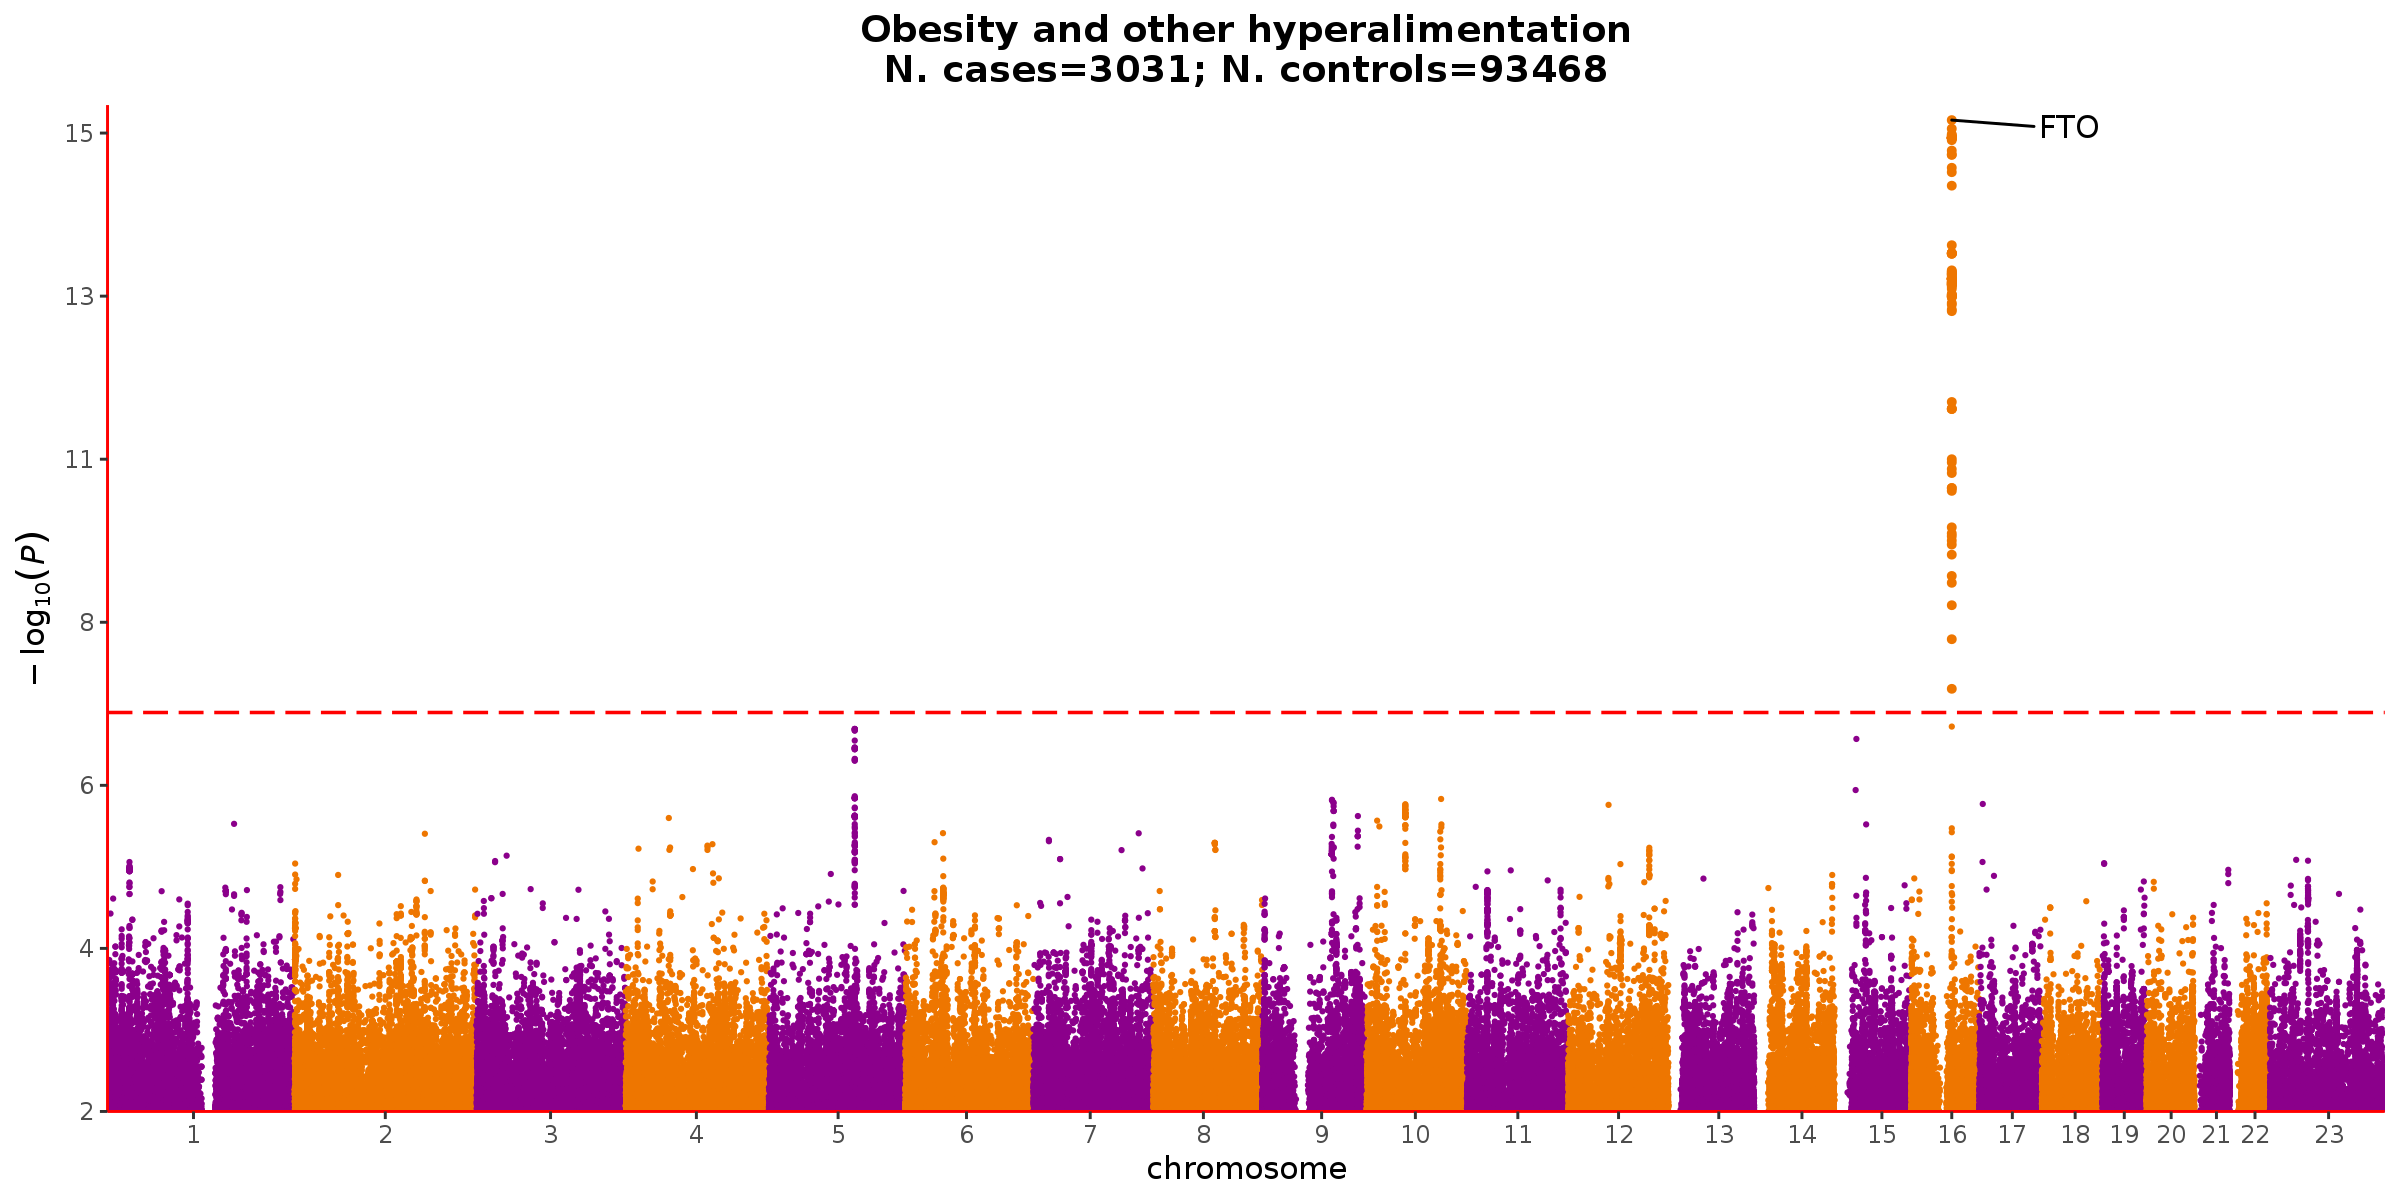 Obesity and other hyperalimentation
N. cases=3031; N. controls=93468
15
FTO
13
11
8
6
4
2
−log10(P)
1 2 3 4 5 6 7 8 9 10 11 12 13 14 15 16 17 18 19 20 21 22 23
chromosome